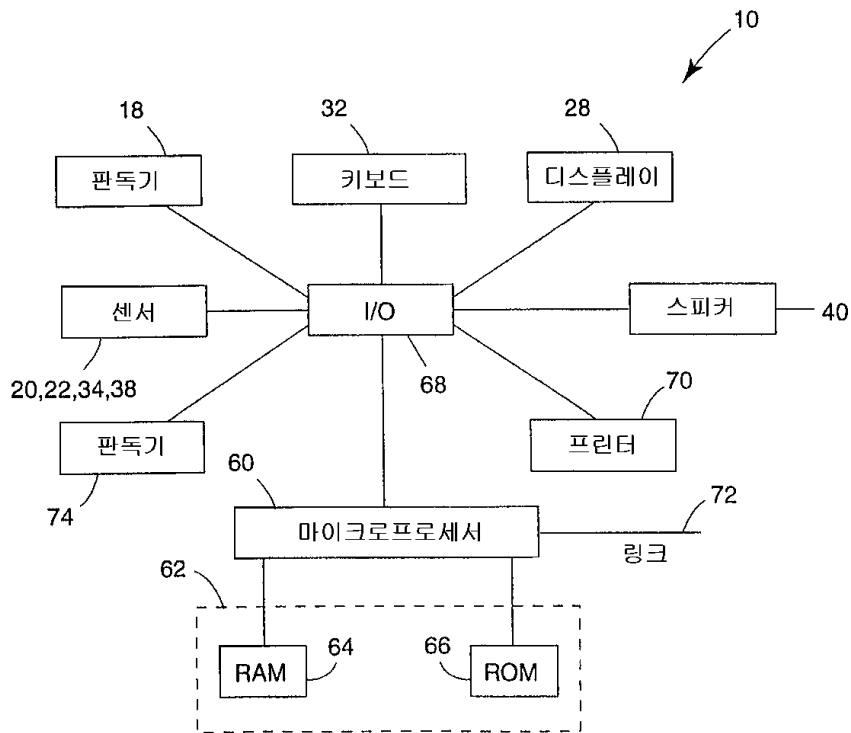 10
18
32
28
판독기
키보드
디스플레이
센서
I/O
스피커
40
20,22,34,38
68
70
판독기
프린터
74
60
72
마이크로프로세서
링크
62
RAM
64
66
ROM